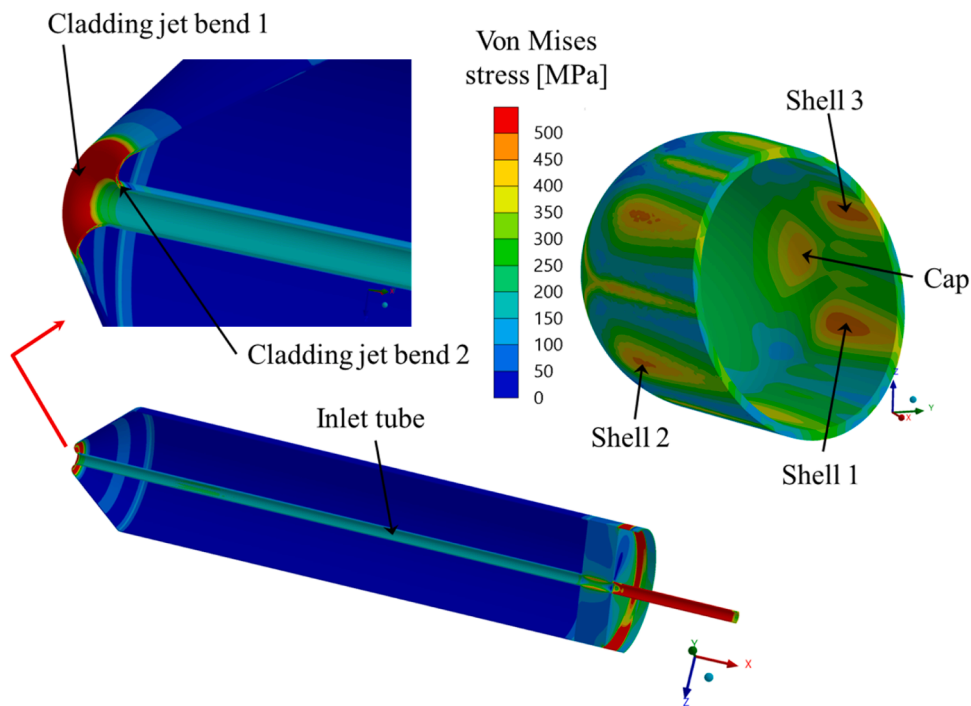 Cladding jet bend 1
Von Mises
stress [MPa]
500
450
400
350
300
250
200
150
100
50
0
Shell 3
Cap
Shell 2
Shell 1
Z
Y
X
Cladding jet bend 2
Inlet tube
Y
X
Z